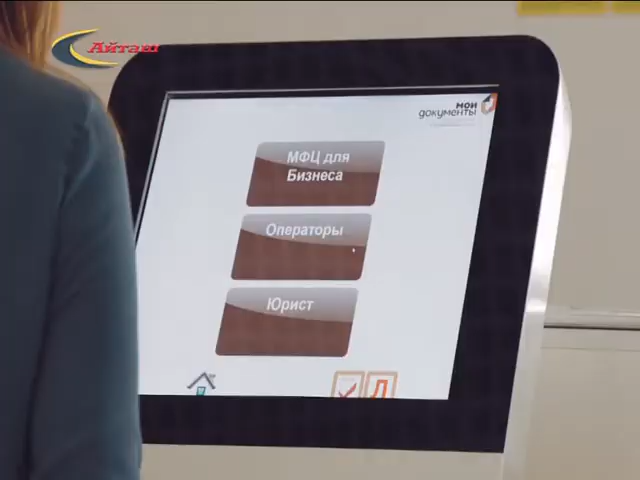 Айташ
мои
документы
МФЦ для
Бизнеса
Операторы
Юрист